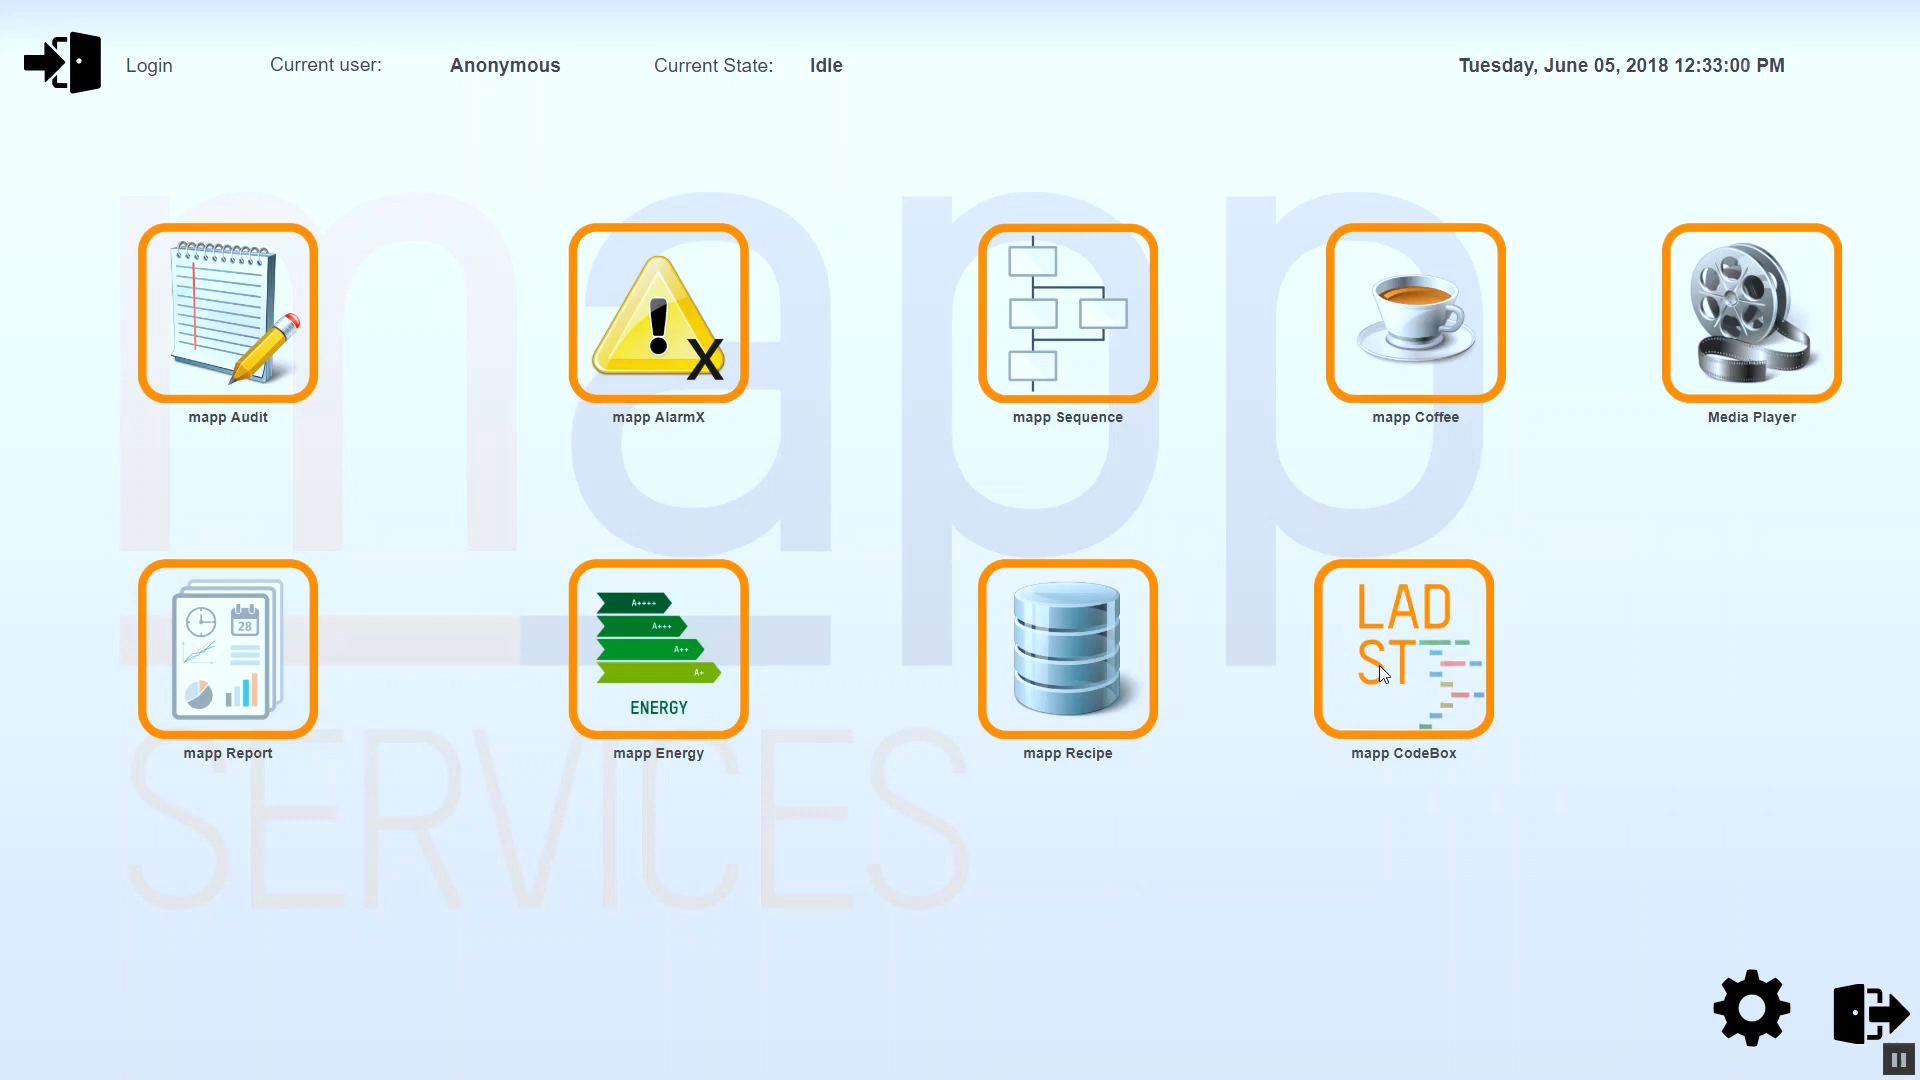 Login Current user: Anonymous Current State: Idle Tuesday, June 05, 2018 12:33:00 PM
mapp
SERVICES
X
mapp Audit mapp AlarmX mapp Sequence mapp Coffee Media Player
28
A++++
A+++
A++
A+
ENERGY
LAD
ST
mapp Report mapp Energy mapp Recipe mapp CodeBox